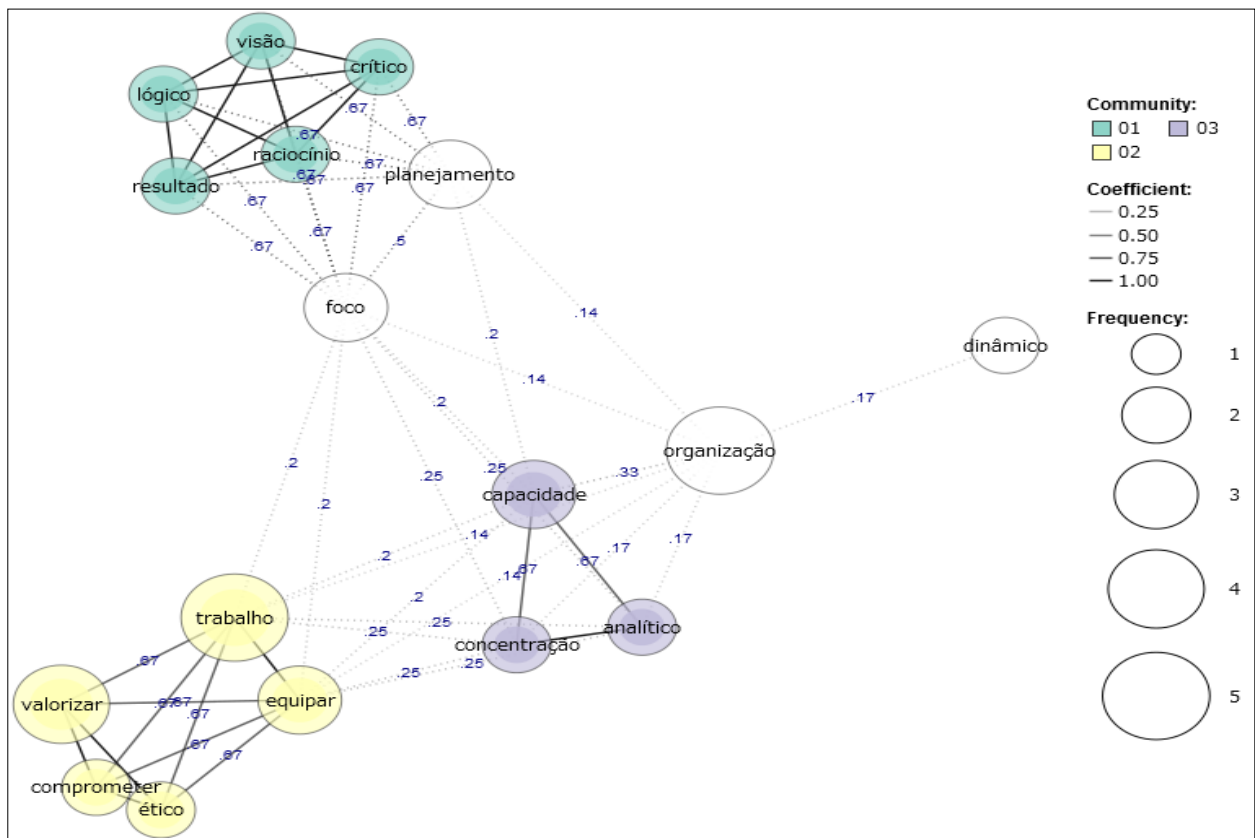 visão
crítico
lógico
.67
.67
.67
raciocínio
.67
planejamento
resultado
.67
.67
.67
.67
.67
.67
.5
foco
.14
.2
.14
dinâmico
.17
.2
organização
.2
.25
.25
.33
capacidade
.2
.14
.17
.17
.2
.14
.67
.67
.2
trabalho
.25
.25
analítico
concentração
.67
.25
.25
valorizar
equipar
.67
.67
.67
.67
.67
comprometer
ético
Community:
01 03
02
Coefficient:
0.25
0.50
0.75
1.00
Frequency:
1
2
3
4
5